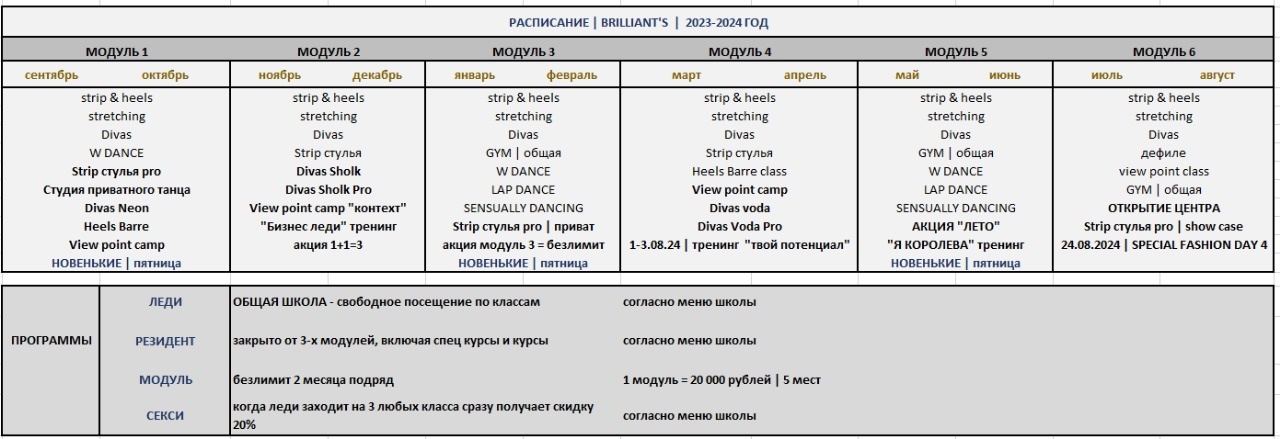 РАСПИСАНИЕ | BRILLIANT'S | 2023-2024 ГОД
МОДУЛЬ 1 МОДУЛЬ 2 МОДУЛЬ 3 МОДУЛЬ 4 МОДУЛЬ 5 МОДУЛЬ 6
сентябрь октябрь ноябрь декабрь январь февраль март апрель май июнь июль август
strip & heels strip & heels strip & heels strip & heels strip & heels strip & heels
stretching stretching stretching stretching stretching stretching
Divas Divas Divas Divas Divas Divas
W DANCE Strip стулья GYM | общая Strip стулья GYM | общая дефиле
Strip стулья pro Divas Sholk W DANCE Heels Barre class W DANCE view point class
Студия приватного танца Divas Sholk Pro LAP DANCE View point camp LAP DANCE GYM | общая
Divas Neon View point camp "контекст" SENSUALLY DANCING Divas voda SENSUALLY DANCING ОТКРЫТИЕ ЦЕНТРА
Heels Barre "Бизнес леди" тренинг Strip стулья pro | приват Divas Voda Pro АКЦИЯ "ЛЕТО" Strip стулья pro | show case
View point camp акция 1+1=3 акция модуль 3 = безлимит 1-3.08.24 | тренинг "твой потенциал" "Я КОРОЛЕВА" тренинг 24.08.2024 | SPECIAL FASHION DAY 4
НОВЕНЬКИЕ | пятница НОВЕНЬКИЕ | пятница НОВЕНЬКИЕ | пятница
ЛЕДИ ОБЩАЯ ШКОЛА - свободное посещение по классам согласно меню школы
ПРОГРАММЫ РЕЗИДЕНТ закрыто от 3-х модулей, включая спец курсы и курсы согласно меню школы
МОДУЛЬ безлимит 2 месяца подряд 1 модуль = 20 000 рублей | 5 мест
СЕКСИ когда леди заходит на 3 любых класса сразу получает скидку согласно меню школы
20%